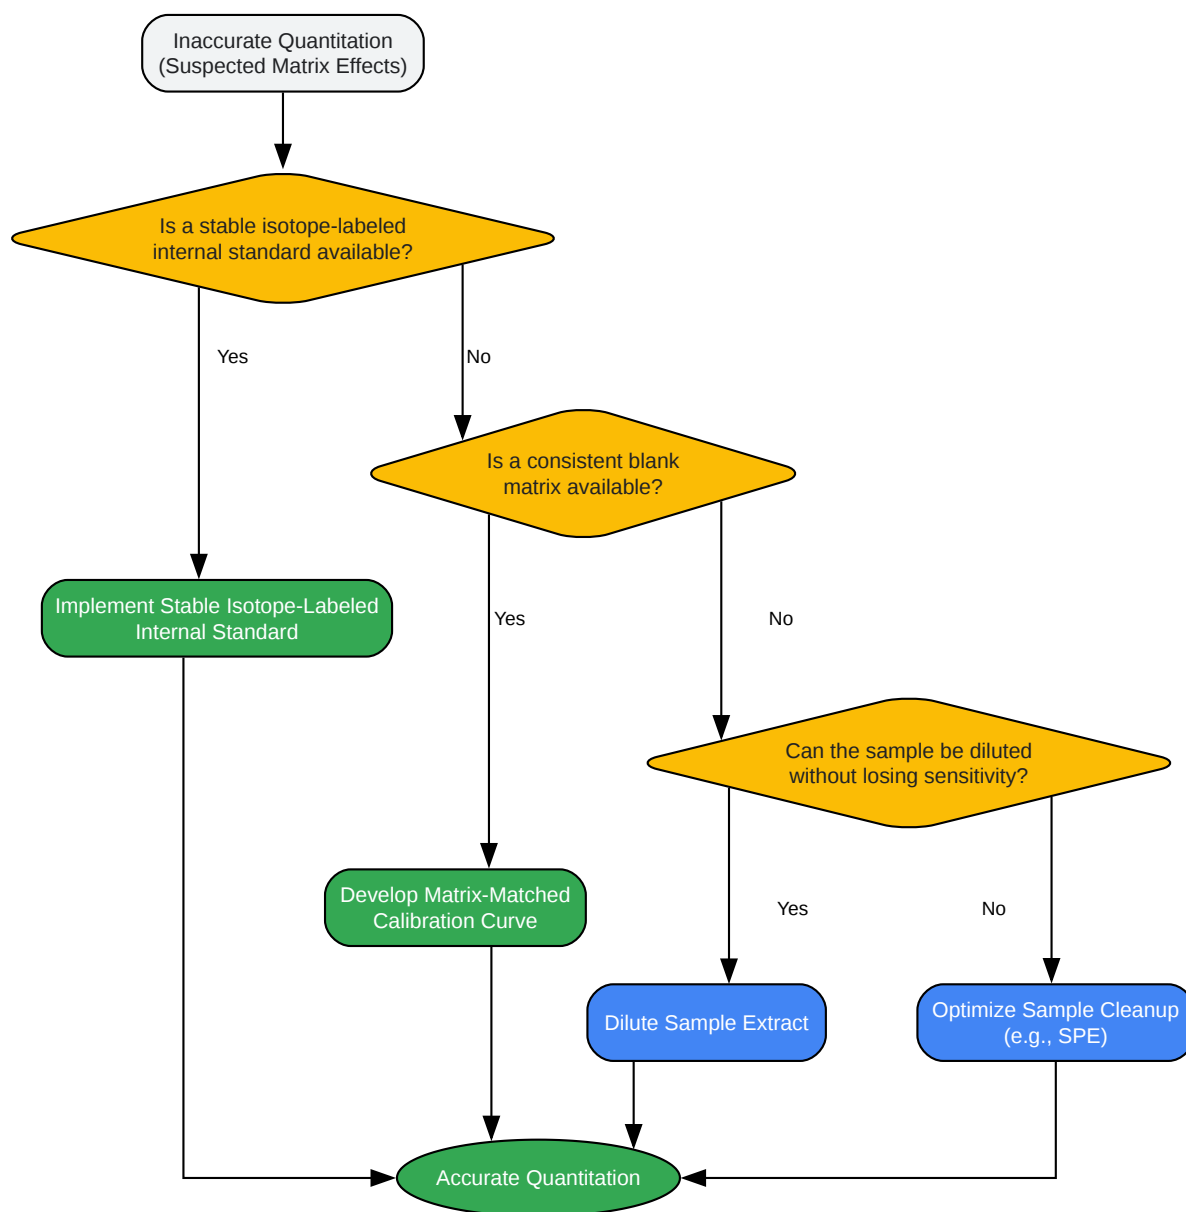 Inaccurate Quantitation
(Suspected Matrix Effects)
Is a stable isotope-labeled
internal standard available?
Yes
No
Is a consistent blank
matrix available?
Implement Stable Isotope-Labeled
Internal Standard
Yes
No
Can the sample be diluted
without losing sensitivity?
Develop Matrix-Matched
Calibration Curve
Yes
No
Dilute Sample Extract
Optimize Sample Cleanup
(e.g., SPE)
Accurate Quantitation